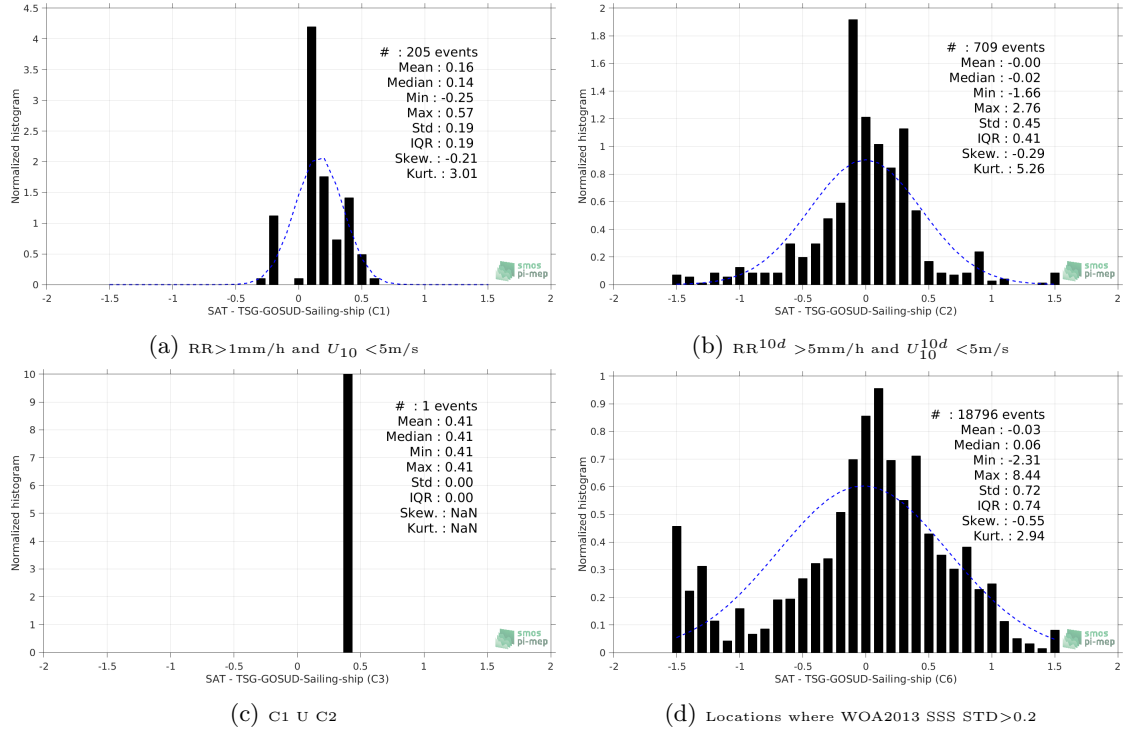 4.5
4
3.5
3
2.5
2
1.5
1
0.5
0
Normalized histogram
# : 205 events
Mean : 0.16
Median : 0.14
Min : -0.25
Max : 0.57
Std : 0.19
IQR : 0.19
Skew. : -0.21
Kurt. : 3.01
smos
pi-mep
-2 -1.5 -1 -0.5 0 0.5 1 1.5 2
SAT - TSG-GOSUD-Sailing-ship (C1)
(a) RR>1mm/h and U10 <5m/s
2
1.8
1.6
1.4
1.2
1
0.8
0.6
0.4
0.2
0
Normalized histogram
# : 709 events
Mean : -0.00
Median : -0.02
Min : -1.66
Max : 2.76
Std : 0.45
IQR : 0.41
Skew. : -0.29
Kurt. : 5.26
smos
pi-mep
-2 -1.5 -1 -0.5 0 0.5 1 1.5 2
SAT - TSG-GOSUD-Sailing-ship (C2)
(b) RR^10d >5mm/h and U10^10d <5m/s
10
9
8
7
6
5
4
3
2
1
0
Normalized histogram
# : 1 events
Mean : 0.41
Median : 0.41
Min : 0.41
Max : 0.41
Std : 0.00
IQR : 0.00
Skew. : NaN
Kurt. : NaN
smos
pi-mep
-2 -1.5 -1 -0.5 0 0.5 1 1.5 2
SAT - TSG-GOSUD-Sailing-ship (C3)
(c) C1 U C2
1
0.9
0.8
0.7
0.6
0.5
0.4
0.3
0.2
0.1
0
Normalized histogram
# : 18796 events
Mean : -0.03
Median : 0.06
Min : -2.31
Max : 8.44
Std : 0.72
IQR : 0.74
Skew. : -0.55
Kurt. : 2.94
smos
pi-mep
-2 -1.5 -1 -0.5 0 0.5 1 1.5 2
SAT - TSG-GOSUD-Sailing-ship (C6)
(d) Locations where WOA2013 SSS STD>0.2